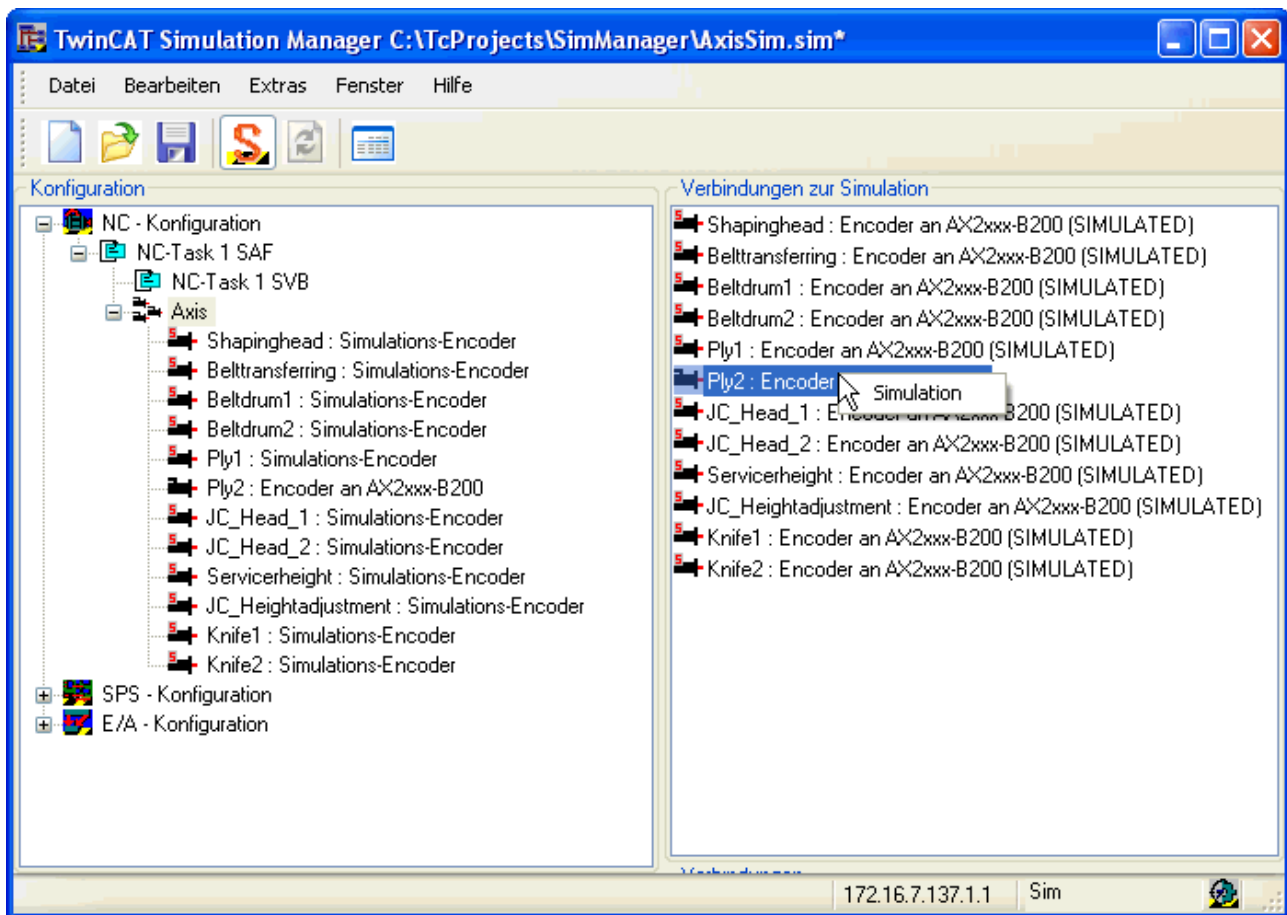 TwinCAT Simulation Manager C:\TcProjects\SimManager\AxisSim.sim*
Datei Bearbeiten Extras Fenster Hilfe
Konfiguration
NC - Konfiguration
NC-Task 1 SAF
NC-Task 1 SVB
Axis
Shapinghead : Simulations-Encoder
Belttransferring : Simulations-Encoder
Beltdrum1 : Simulations-Encoder
Beltdrum2 : Simulations-Encoder
Ply1 : Simulations-Encoder
Ply2 : Encoder an AX2xxx-B200
JC_Head_1 : Simulations-Encoder
JC_Head_2 : Simulations-Encoder
Servicerheight : Simulations-Encoder
JC_Heightadjustment : Simulations-Encoder
Knife1 : Simulations-Encoder
Knife2 : Simulations-Encoder
SPS - Konfiguration
E/A - Konfiguration
Verbindungen zur Simulation
Shapinghead : Encoder an AX2xxx-B200 (SIMULATED)
Belttransferring : Encoder an AX2xxx-B200 (SIMULATED)
Beltdrum1 : Encoder an AX2xxx-B200 (SIMULATED)
Beltdrum2 : Encoder an AX2xxx-B200 (SIMULATED)
Ply1 : Encoder an AX2xxx-B200 (SIMULATED)
Ply2 : Encoder
Simulation
JC_Head_1 : Encoder an AX2xxx-B200 (SIMULATED)
JC_Head_2 : Encoder an AX2xxx-B200 (SIMULATED)
Servicerheight : Encoder an AX2xxx-B200 (SIMULATED)
JC_Heightadjustment : Encoder an AX2xxx-B200 (SIMULATED)
Knife1 : Encoder an AX2xxx-B200 (SIMULATED)
Knife2 : Encoder an AX2xxx-B200 (SIMULATED)
172.16.7.137.1.1 Sim